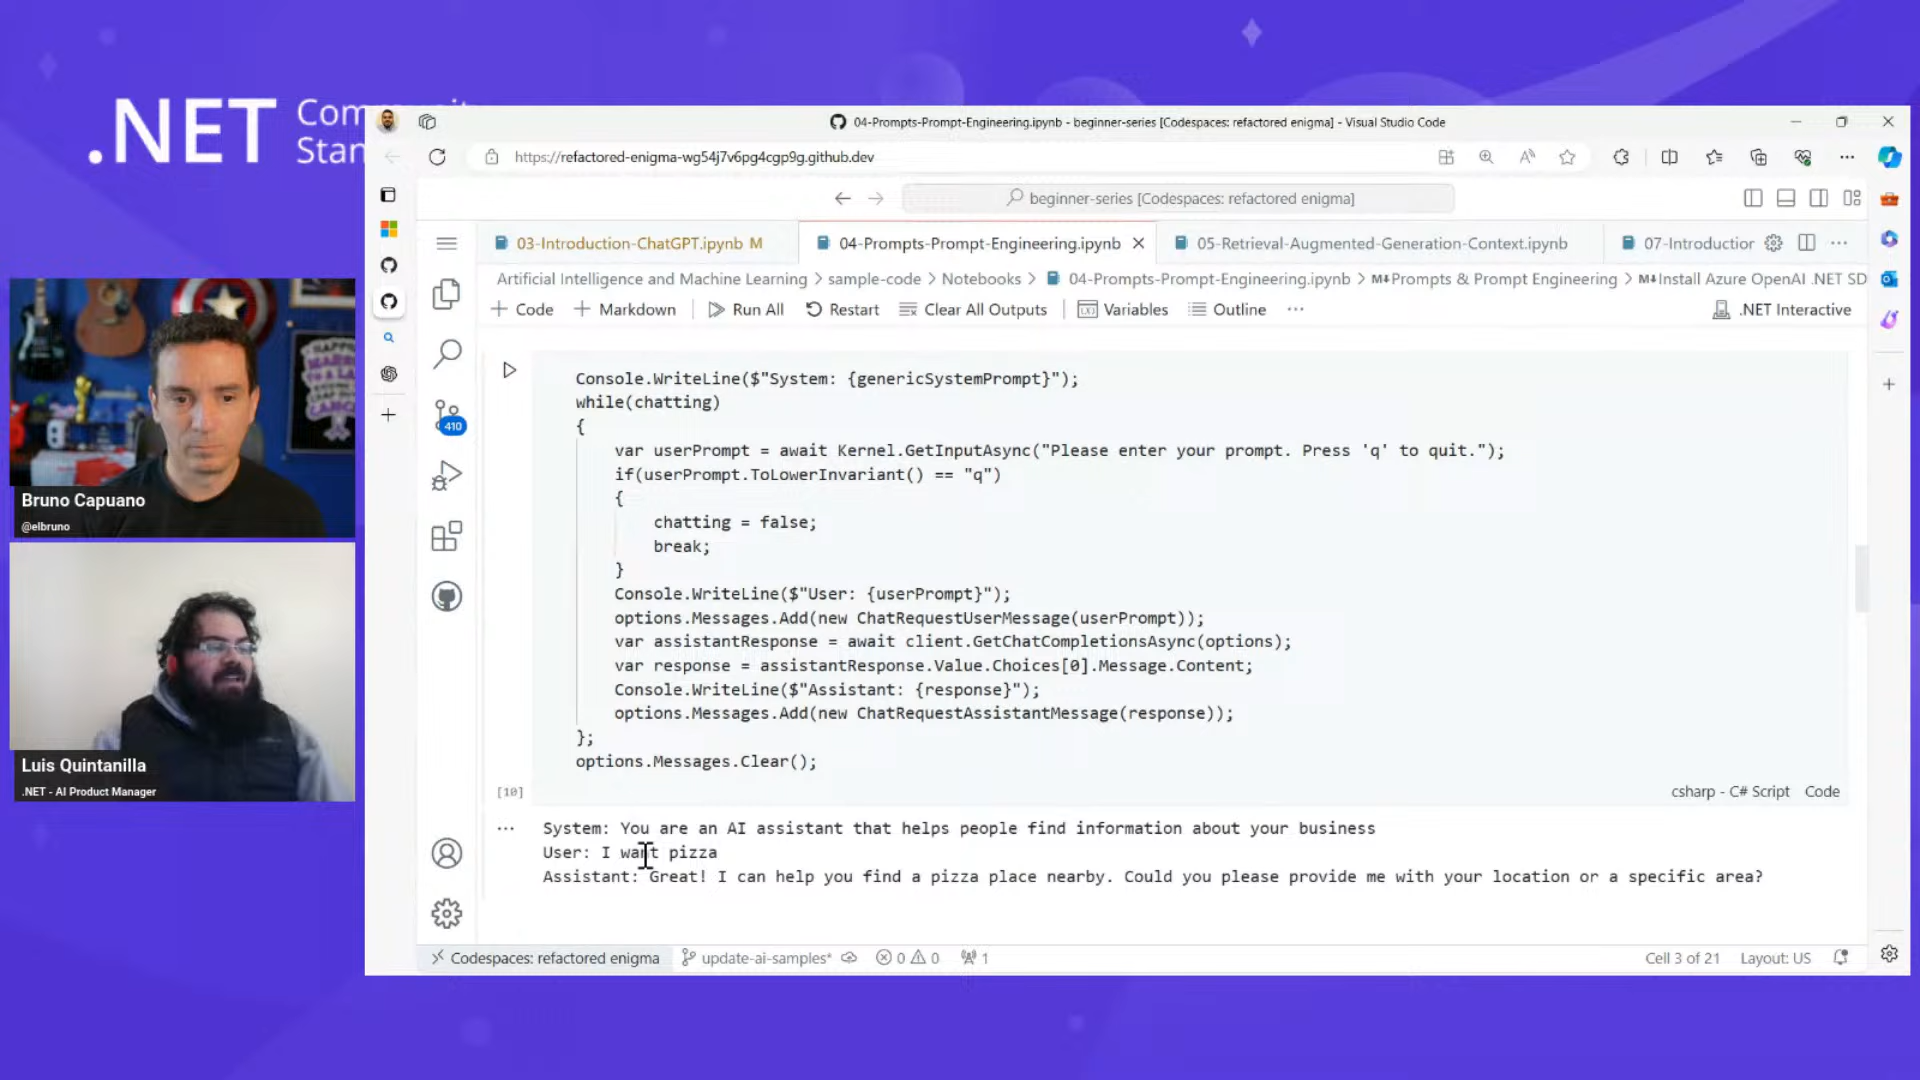 .NET Com
Stan
04-Prompts-Prompt-Engineering.ipynb - beginner-series [Codespaces: refactored enigma] - Visual Studio Code
https://refactored-enigma-wg54j7v6pg4cgp9g.github.dev
beginner-series [Codespaces: refactored enigma]
03-Introduction-ChatGPT.ipynb M
04-Prompts-Prompt-Engineering.ipynb
05-Retrieval-Augmented-Generation-Context.ipynb
07-Introduction
Artificial Intelligence and Machine Learning > sample-code > Notebooks > 04-Prompts-Prompt-Engineering.ipynb > M↓Prompts & Prompt Engineering > M↓Install Azure OpenAI .NET SD
+ Code + Markdown Run All Restart Clear All Outputs Variables Outline ... .NET Interactive
Console.WriteLine($"System: {genericSystemPrompt}");
while(chatting)
{
var userPrompt = await Kernel.GetInputAsync("Please enter your prompt. Press 'q' to quit.");
if(userPrompt.ToLowerInvariant() == "q")
{
chatting = false;
break;
}
Console.WriteLine($"User: {userPrompt}");
options.Messages.Add(new ChatRequestUserMessage(userPrompt));
var assistantResponse = await client.GetChatCompletionsAsync(options);
var response = assistantResponse.Value.Choices[0].Message.Content;
Console.WriteLine($"Assistant: {response}");
options.Messages.Add(new ChatRequestAssistantMessage(response));
};
options.Messages.Clear();
[10]
csharp - C# Script Code
System: You are an AI assistant that helps people find information about your business
User: I want pizza
Assistant: Great! I can help you find a pizza place nearby. Could you please provide me with your location or a specific area?
410
Codespaces: refactored enigma update-ai-samples* 0 0 1
Cell 3 of 21 Layout: US
Bruno Capuano
@elbruno
Luis Quintanilla
.NET - AI Product Manager